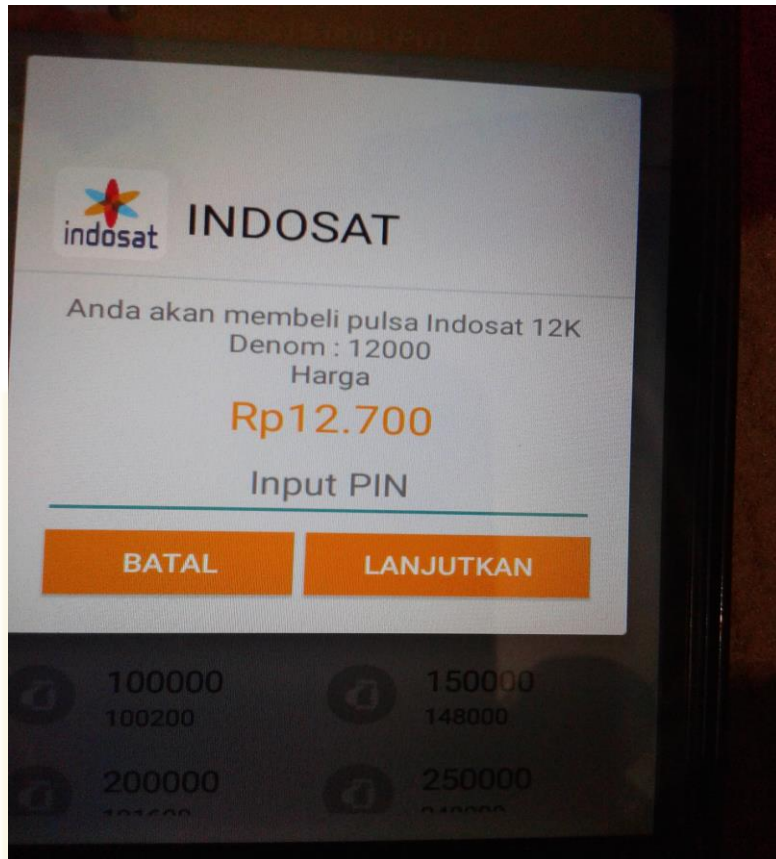 indosat
INDOSAT
Anda akan membeli pulsa Indosat 12K
Denom : 12000
Harga
Rp12.700
Input PIN
BATAL
LANJUTKAN
100000
150000
100200
148000
200000
250000